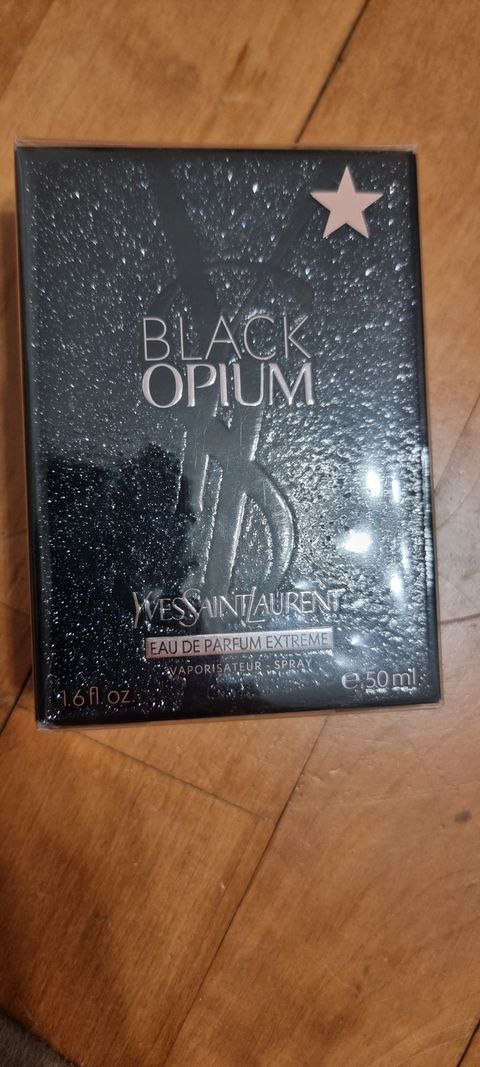 BLACK
OPIUM
YVESSAINTLAURENT
EAU DE PARFUM EXTREME
VAPORISATEUR - SPRAY
1.6 fl. oz. e 50 ml